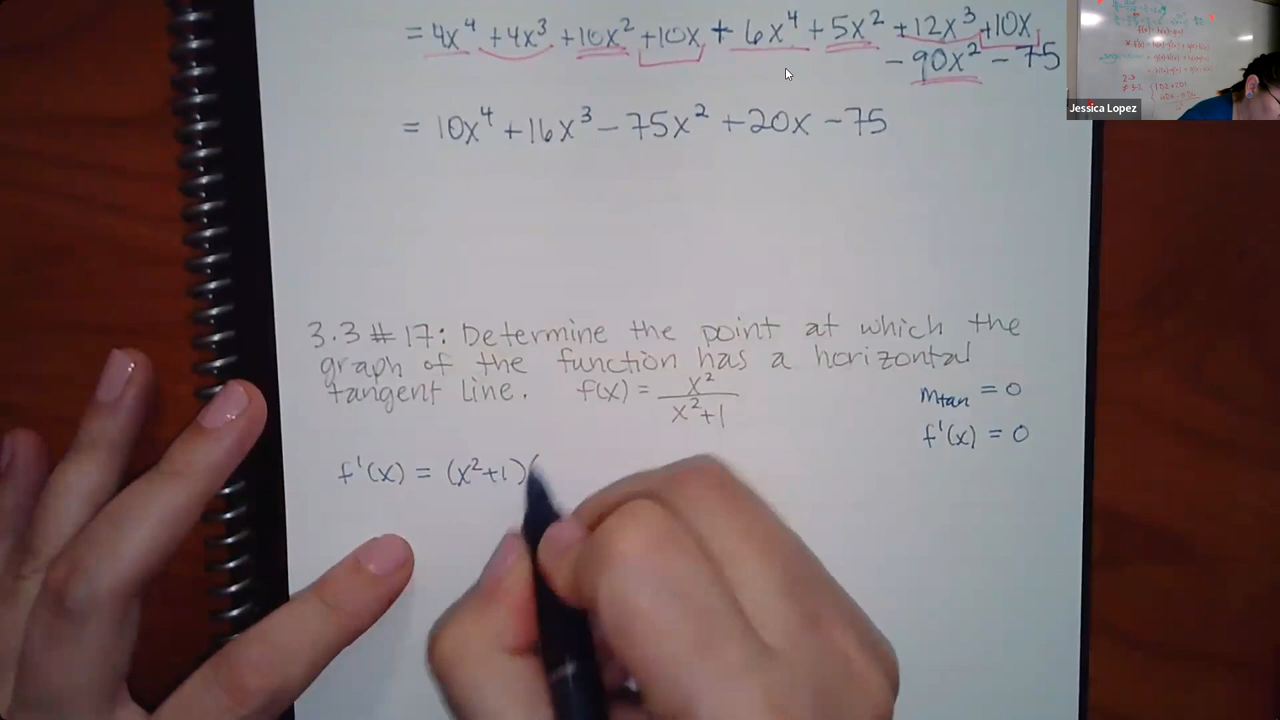 = 4x⁴ + 4x³ + 10x² + 10x + 6x⁴ + 5x² + 12x³ + 10x
- 90x² - 75
= 10x⁴ + 16x³ - 75x² + 20x - 75
Jessica Lopez
3.3 # 17: Determine the point at which the
graph of the function has a horizontal
tangent line. f(x) = x²/(x²+1)
mtan = 0
f'(x) = 0
f'(x) = (x²+1)(